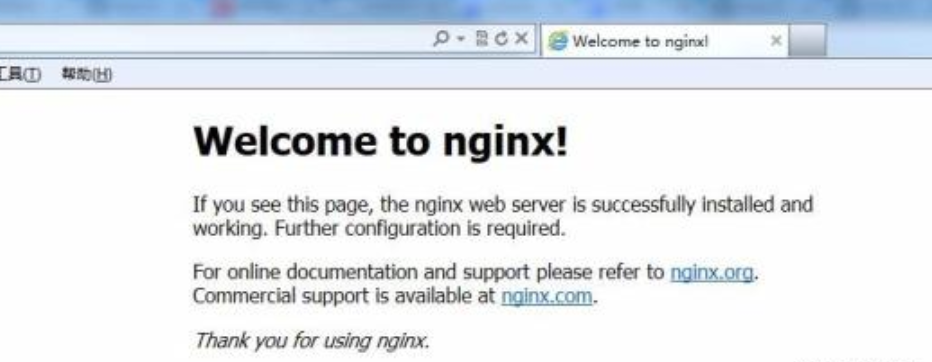 Welcome to nginx!
工具(T) 帮助(H)
Welcome to nginx!
If you see this page, the nginx web server is successfully installed and
working. Further configuration is required.
For online documentation and support please refer to nginx.org.
Commercial support is available at nginx.com.
Thank you for using nginx.